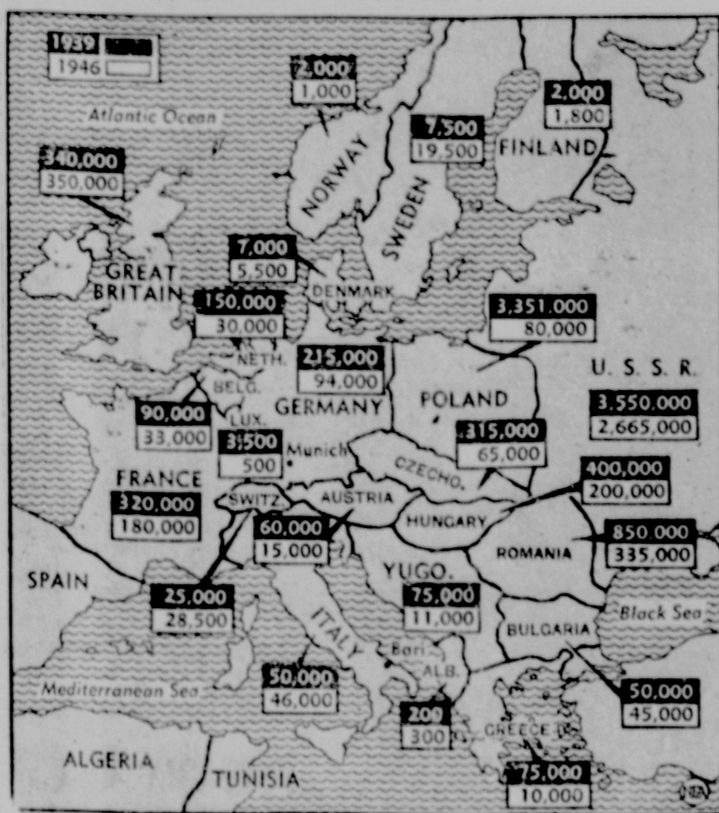 1939
1946
Atlantic Ocean
2,000
1,000
NORWAY
7,500
19,500
SWEDEN
2,000
1,800
FINLAND
340,000
350,000
GREAT
BRITAIN
7,000
5,500
DENMARK
150,000
30,000
NETH.
215,000
94,000
GERMANY
3,351,000
80,000
POLAND
U. S. S. R.
3,550,000
2,665,000
BELG.
90,000
33,000
LUX.
3,500
500
Munich
315,000
65,000
CZECHO.
400,000
200,000
FRANCE
320,000
180,000
SWITZ.
AUSTRIA
60,000
15,000
HUNGARY
850,000
335,000
ROMANIA
SPAIN
25,000
28,500
YUGO.
75,000
11,000
ITALY
Bari
ALB.
BULGARIA
Black Sea
50,000
46,000
Mediterranean Sea
200
300
GREECE
50,000
45,000
75,000
10,000
ALGERIA
TUNISIA
NEA